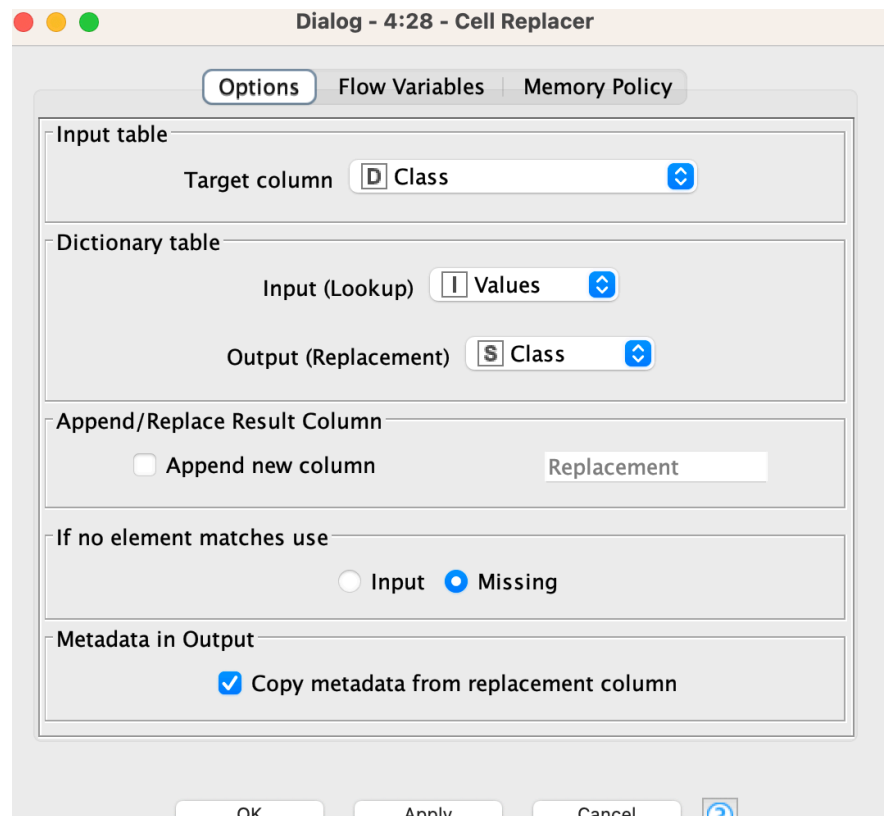 Dialog - 4:28 - Cell Replacer
Options Flow Variables Memory Policy
Input table
Target column D Class
Dictionary table
Input (Lookup) I Values
Output (Replacement) S Class
Append/Replace Result Column
Append new column Replacement
If no element matches use
Input Missing
Metadata in Output
Copy metadata from replacement column
OK Apply Cancel ?